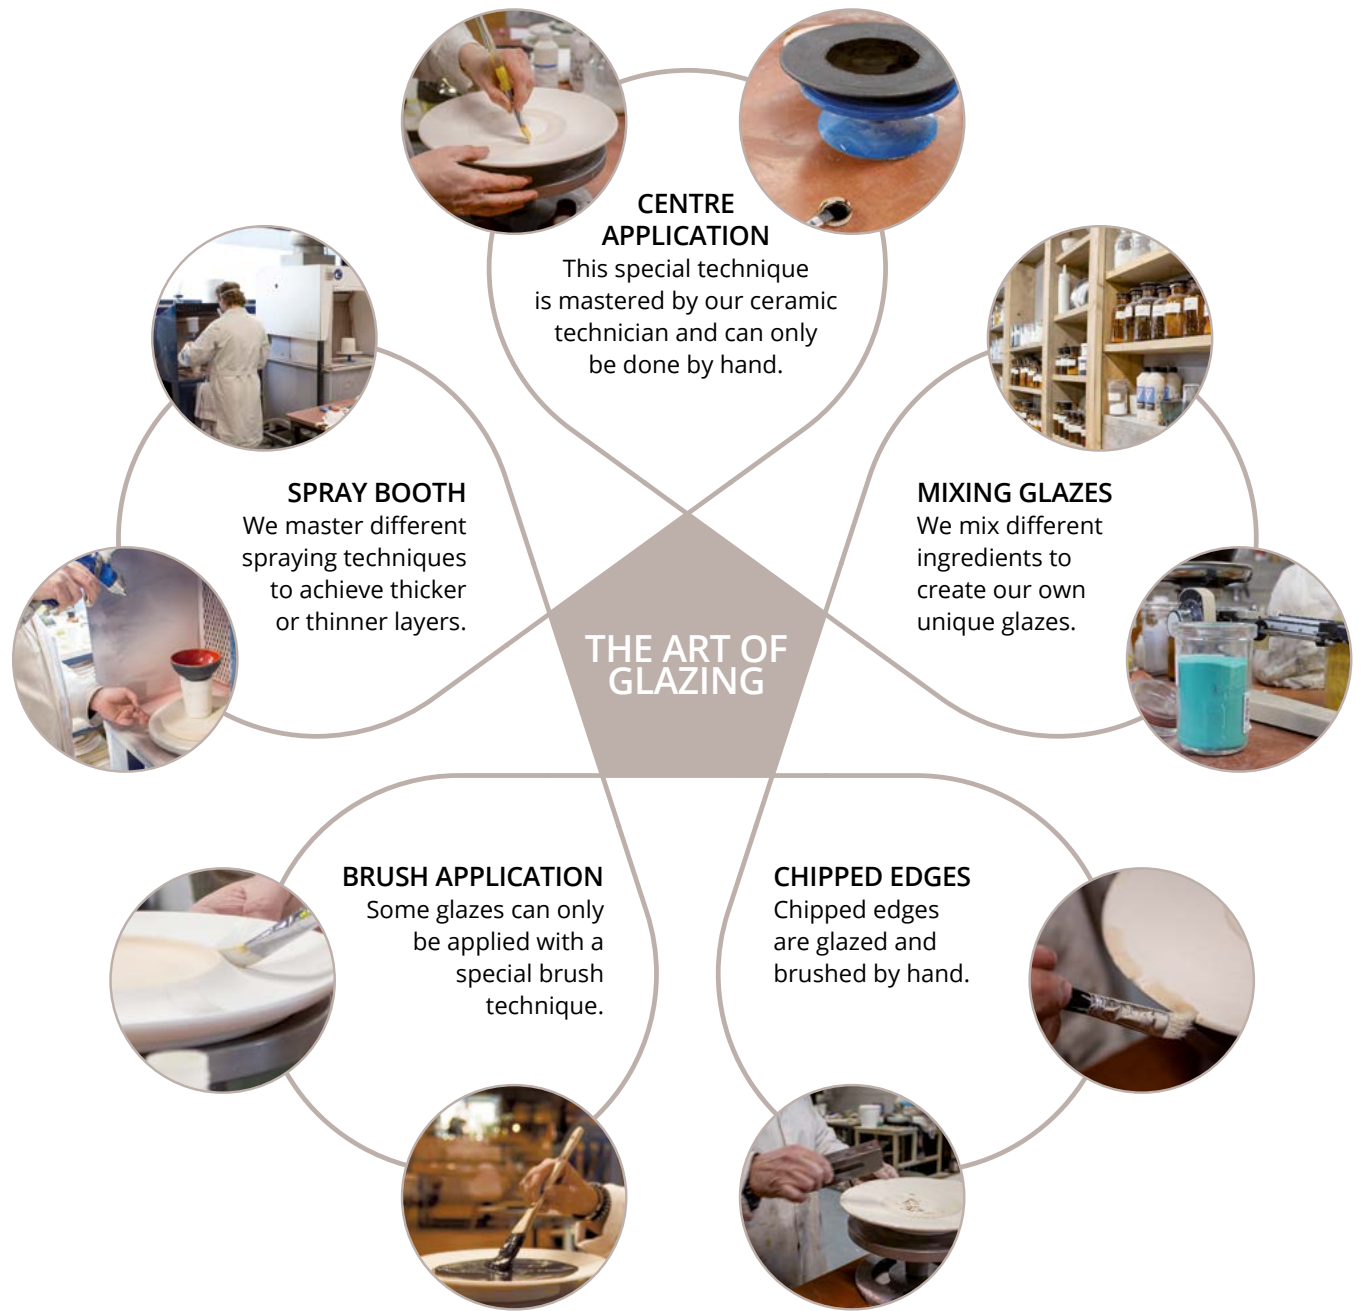 CENTRE
APPLICATION
This special technique
is mastered by our ceramic
technician and can only
be done by hand.
SPRAY BOOTH
We master different
spraying techniques
to achieve thicker
or thinner layers.
MIXING GLAZES
We mix different
ingredients to
create our own
unique glazes.
THE ART OF
GLAZING
BRUSH APPLICATION
Some glazes can only
be applied with a
special brush
technique.
CHIPPED EDGES
Chipped edges
are glazed and
brushed by hand.